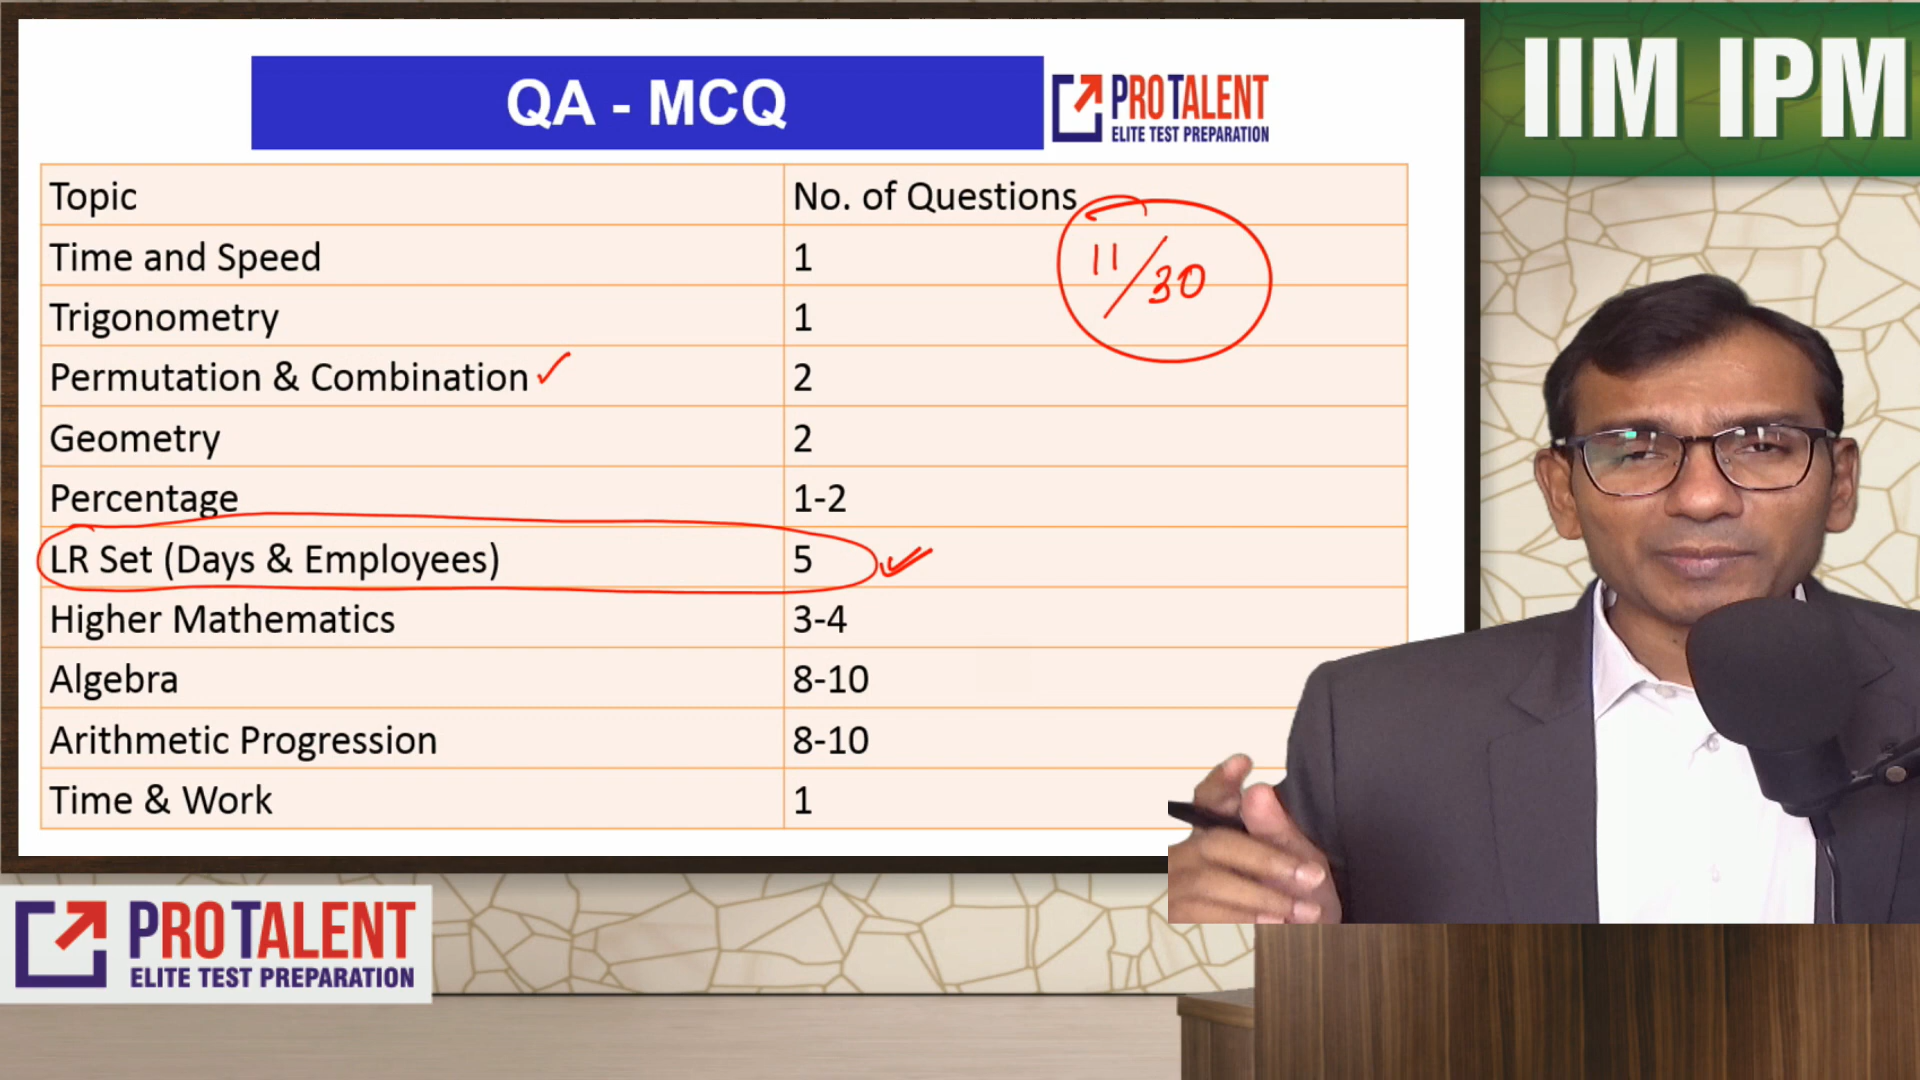 QA - MCQ
PROTALENT
ELITE TEST PREPARATION
IIM IPM
Topic No. of Questions
Time and Speed 1
11/30
Trigonometry 1
Permutation & Combination 2
Geometry 2
Percentage 1-2
LR Set (Days & Employees) 5
Higher Mathematics 3-4
Algebra 8-10
Arithmetic Progression 8-10
Time & Work 1
PROTALENT
ELITE TEST PREPARATION